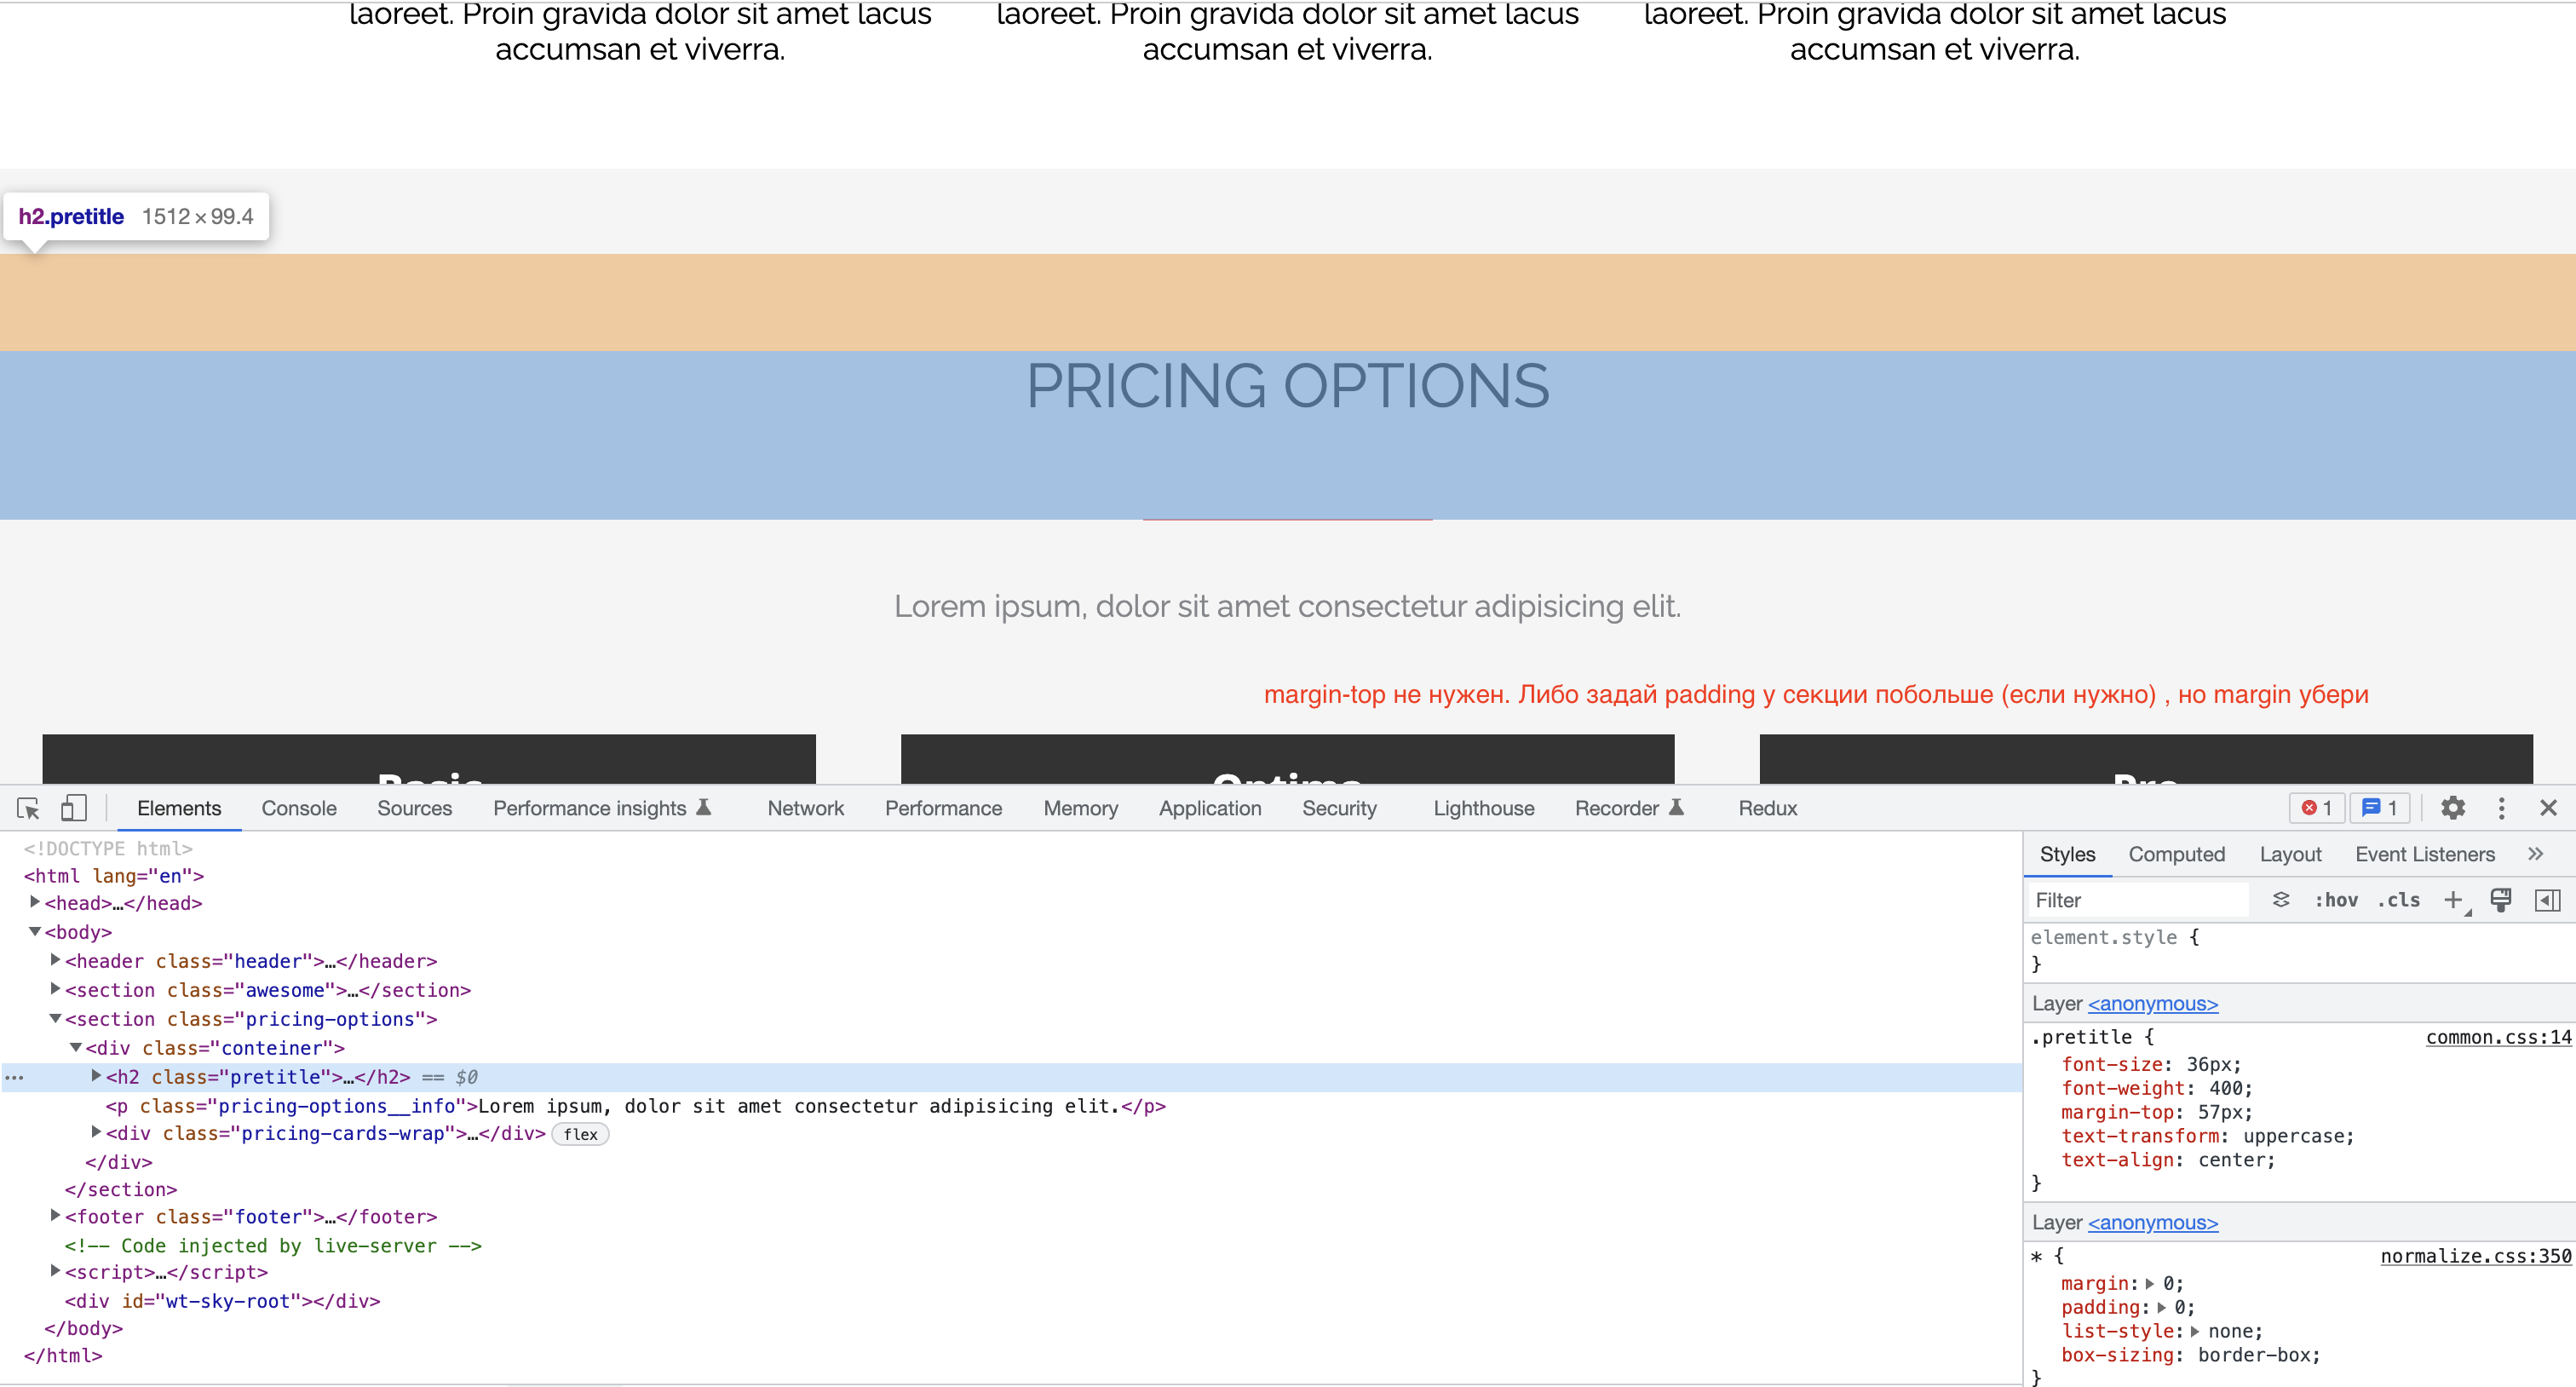 laoreet. Proin gravida dolor sit amet lacus laoreet. Proin gravida dolor sit amet lacus laoreet. Proin gravida dolor sit amet lacus
accumsan et viverra. accumsan et viverra. accumsan et viverra.
h2.pretitle 1512 × 99.4
PRICING OPTIONS
Lorem ipsum, dolor sit amet consectetur adipisicing elit.
margin-top не нужен. Либо задай padding у секции побольше (если нужно) , но margin убери
Basic Optima Pro
Elements Console Sources Performance insights Network Performance Memory Application Security Lighthouse Recorder Redux 1 1
<!DOCTYPE html>
<html lang="en">
<head>…</head>
<body>
<header class="header">…</header>
<section class="awesome">…</section>
<section class="pricing-options">
<div class="conteiner">
… <h2 class="pretitle">…</h2> == $0
<p class="pricing-options__info">Lorem ipsum, dolor sit amet consectetur adipisicing elit.</p>
<div class="pricing-cards-wrap">…</div> flex
</div>
</section>
<footer class="footer">…</footer>
<!-- Code injected by live-server -->
<script>…</script>
<div id="wt-sky-root"></div>
</body>
</html>
Styles Computed Layout Event Listeners »
Filter :hov .cls +
element.style {
}
Layer <anonymous>
.pretitle { common.css:14
font-size: 36px;
font-weight: 400;
margin-top: 57px;
text-transform: uppercase;
text-align: center;
}
Layer <anonymous>
* { normalize.css:350
margin: 0;
padding: 0;
list-style: none;
box-sizing: border-box;
}